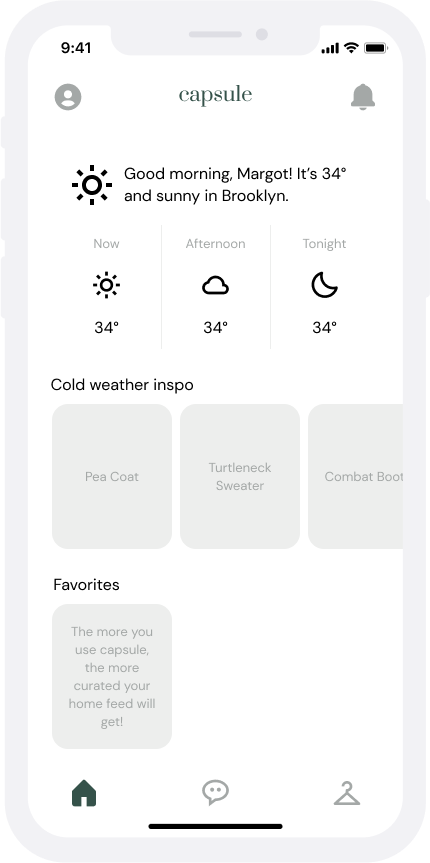 9:41
capsule
Good morning, Margot! It’s 34°
and sunny in Brooklyn.
Now
Afternoon
Tonight
34°
34°
34°
Cold weather inspo
Pea Coat
Turtleneck
Sweater
Combat Boot
Favorites
The more you
use capsule,
the more
curated your
home feed will
get!